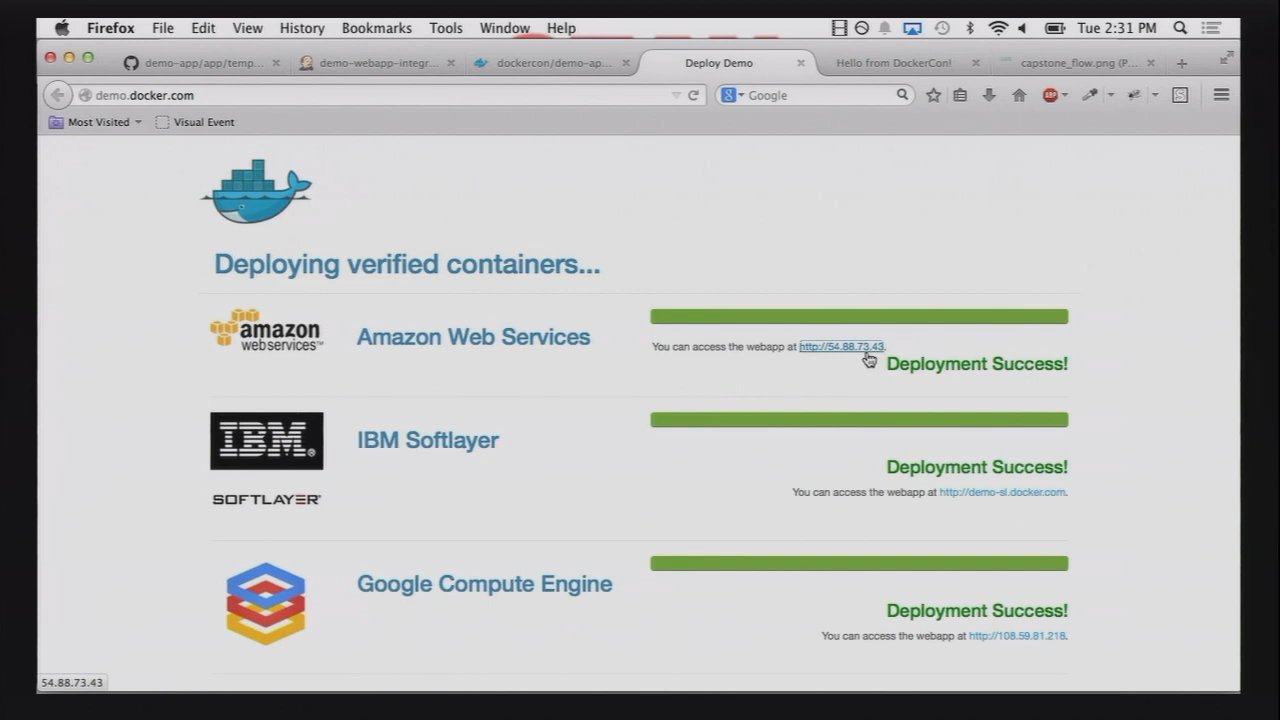 Firefox File Edit View History Bookmarks Tools Window Help Tue 2:31 PM
demo-app/app/temp... demo-webapp-integr... dockercon/demo-ap... Deploy Demo Hello from DockerCon! capstone_flow.png (P...
demo.docker.com Google
Most Visited Visual Event
Deploying verified containers...
amazon
webservices™
Amazon Web Services
You can access the webapp at http://54.88.73.43.
Deployment Success!
IBM®
SOFTLAYER®
IBM Softlayer
Deployment Success!
You can access the webapp at http://demo-sl.docker.com.
Google Compute Engine
Deployment Success!
You can access the webapp at http://108.59.81.218.
54.88.73.43